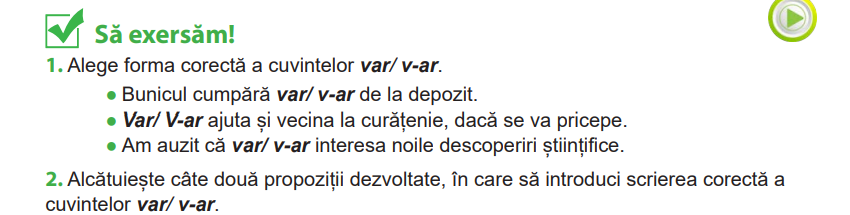 Să exersăm!
1. Alege forma corectă a cuvintelor var/ v-ar.
● Bunicul cumpără var/ v-ar de la depozit.
● Var/ V-ar ajuta și vecina la curățenie, dacă se va pricepe.
● Am auzit că var/ v-ar interesa noile descoperiri științifice.
2. Alcătuiește câte două propoziții dezvoltate, în care să introduci scrierea corectă a
cuvintelor var/ v-ar.